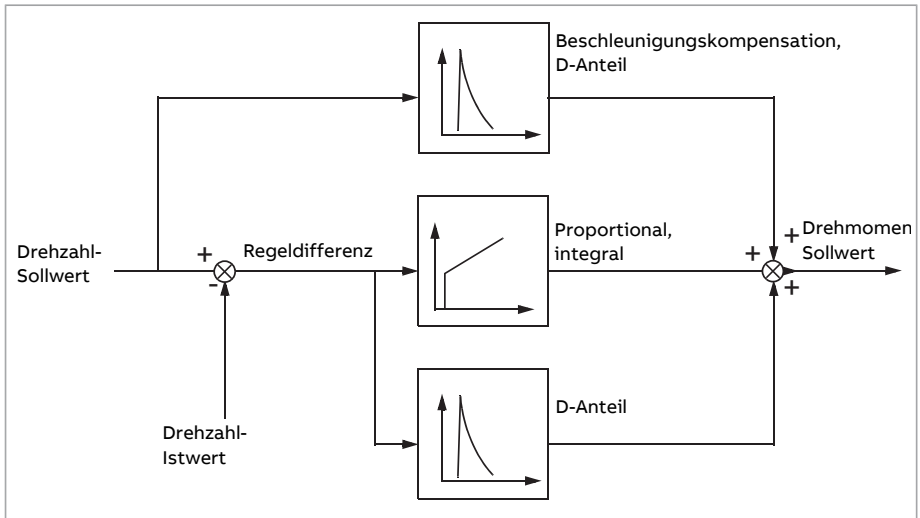 Beschleunigungskompensation,
D-Anteil
Drehzahl-
Sollwert
+
-
Regeldifferenz
Proportional,
integral
+
+
+
Drehmomen
Sollwert
D-Anteil
Drehzahl-
Istwert